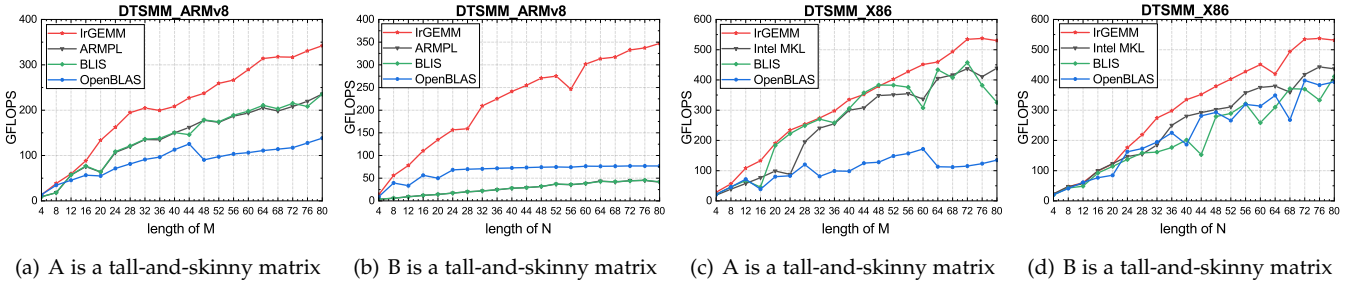 DTSMM_ARMv8
GFLOPS
400
350
300
250
200
150
100
50
0
IrGEMM
ARMPL
BLIS
OpenBLAS
4 8 12 16 20 24 28 32 36 40 44 48 52 56 60 64 68 72 76 80
length of M
(a) A is a tall-and-skinny matrix
DTSMM_ARMv8
GFLOPS
400
350
300
250
200
150
100
50
0
IrGEMM
ARMPL
BLIS
OpenBLAS
4 8 12 16 20 24 28 32 36 40 44 48 52 56 60 64 68 72 76 80
length of N
(b) B is a tall-and-skinny matrix
DTSMM_X86
GFLOPS
600
500
400
300
200
100
0
IrGEMM
Intel MKL
BLIS
OpenBLAS
4 8 12 16 20 24 28 32 36 40 44 48 52 56 60 64 68 72 76 80
length of M
(c) A is a tall-and-skinny matrix
DTSMM_X86
GFLOPS
600
500
400
300
200
100
0
IrGEMM
Intel MKL
BLIS
OpenBLAS
4 8 12 16 20 24 28 32 36 40 44 48 52 56 60 64 68 72 76 80
length of N
(d) B is a tall-and-skinny matrix